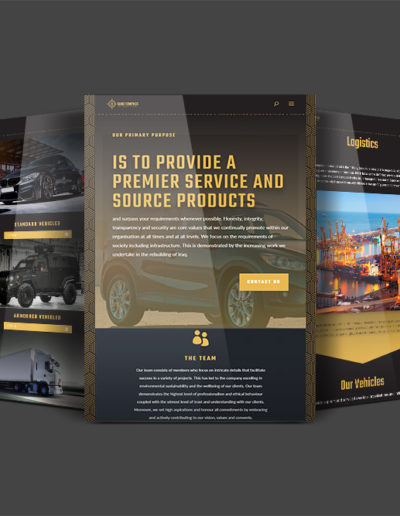 OUR PRIMARY PURPOSE
IS TO PROVIDE A
PREMIER SERVICE AND
SOURCE PRODUCTS
and surpass your requirements whenever possible. Honesty, integrity,
transparency and security are core values that we continually promote within our
organisation at all times and at all levels. We focus on the requirements of
society including infrastructure. This is demonstrated by the increasing work we
undertake in the rebuilding of Iraq.
CONTACT US
THE TEAM
Our team consists of members who focus on intricate details that facilitate
success in a variety of projects. This has led to the company excelling in
environmental sustainability and the wellbeing of our clients. Our team
demonstrates the highest level of professionalism and ethical behaviour
coupled with the utmost level of trust and understanding with our clients.
Moreover, we set high aspirations and honour all commitments by embracing
and actively contributing to our vision, values and consents.
STANDARD VEHICLES
ARMOURED VEHICLES
Logistics
Our Vehicles